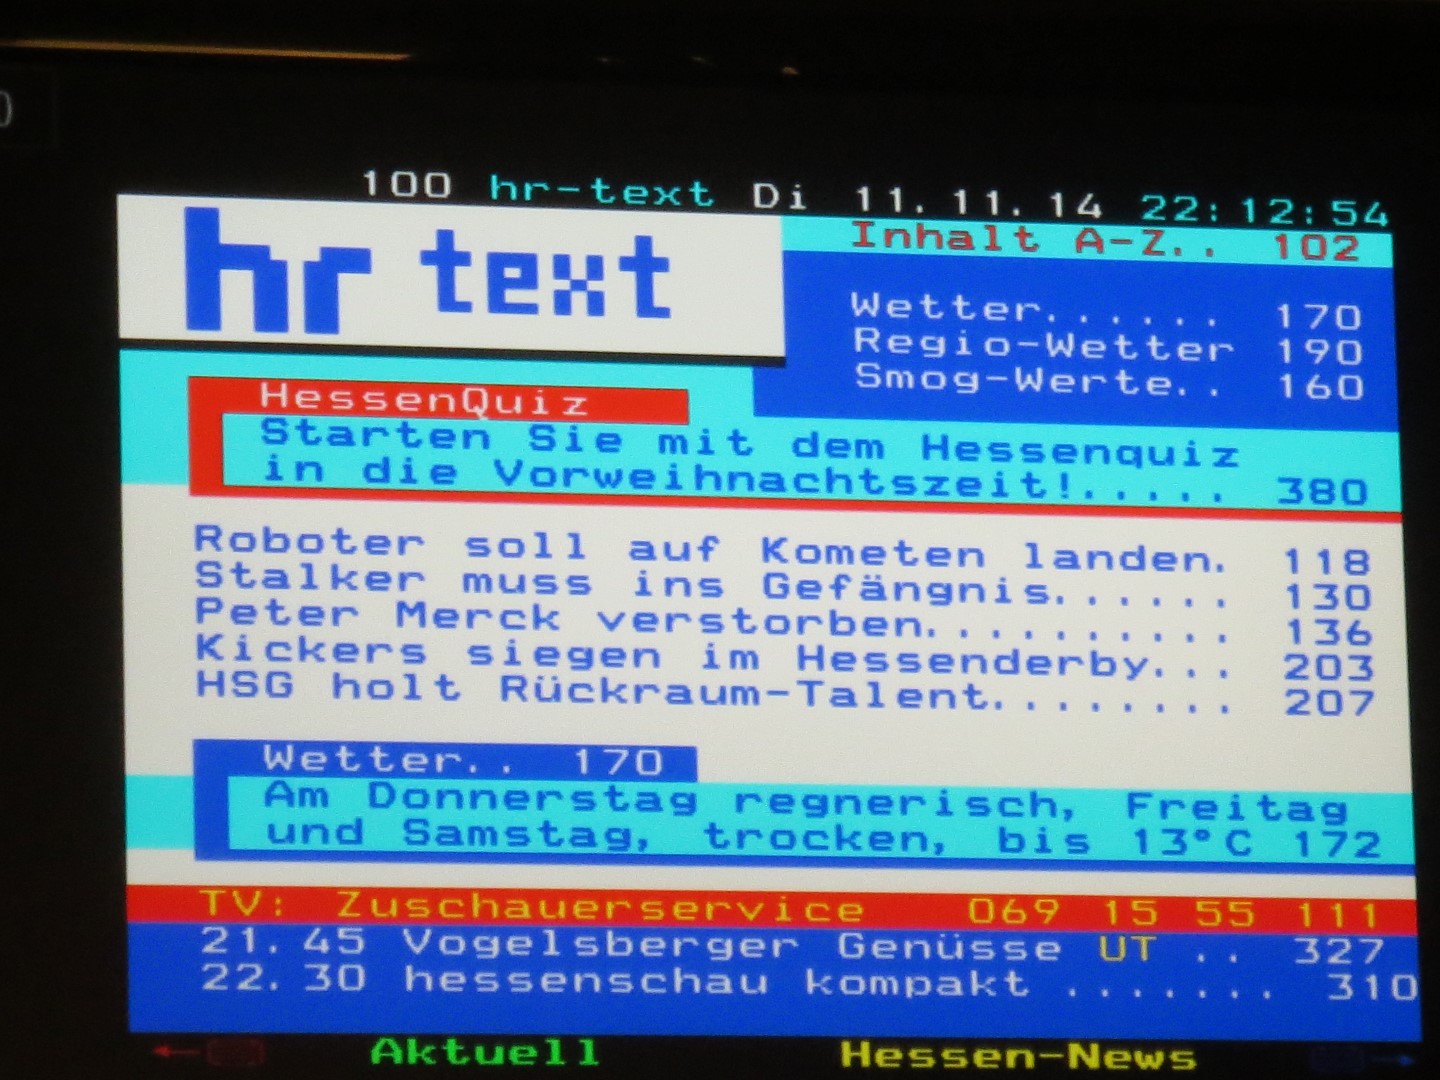 100 hr-text Di 11.11.14 22:12:54
hr text
Inhalt A-Z.. 102
Wetter...... 170
Regio-Wetter 190
Smog-Werte.. 160
HessenQuiz
Starten Sie mit dem Hessenquiz
in die Vorweihnachtszeit!..... 380
Roboter soll auf Kometen landen. 118
Stalker muss ins Gefängnis...... 130
Peter Merck verstorben.......... 136
Kickers siegen im Hessenderby... 203
HSG holt Rückraum-Talent........ 207
Wetter.. 170
Am Donnerstag regnerisch, Freitag
und Samstag, trocken, bis 13°C 172
TV: Zuschauerservice 069 15 55 111
21.45 Vogelsberger Genüsse UT .. 327
22.30 hessenschau kompakt ....... 310
Aktuell Hessen-News